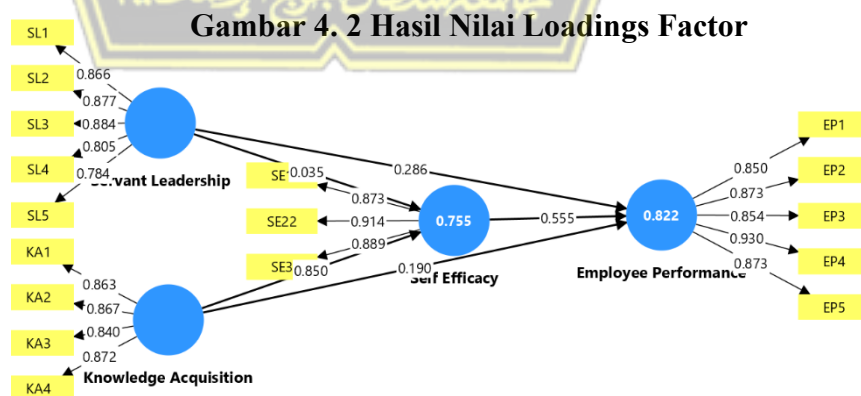 Gambar 4. 2 Hasil Nilai Loadings Factor
SL1
SL2
SL3
SL4
SL5
0.866
0.877
0.884
0.805
0.784
Servant Leadership
KA1
KA2
KA3
KA4
0.863
0.867
0.840
0.872
Knowledge Acquisition
0.035
0.286
0.850
0.190
SE22
SE3
0.873
0.914
0.889
0.755
Self Efficacy
0.555
0.822
Employee Performance
0.850
0.873
0.854
0.930
0.873
EP1
EP2
EP3
EP4
EP5